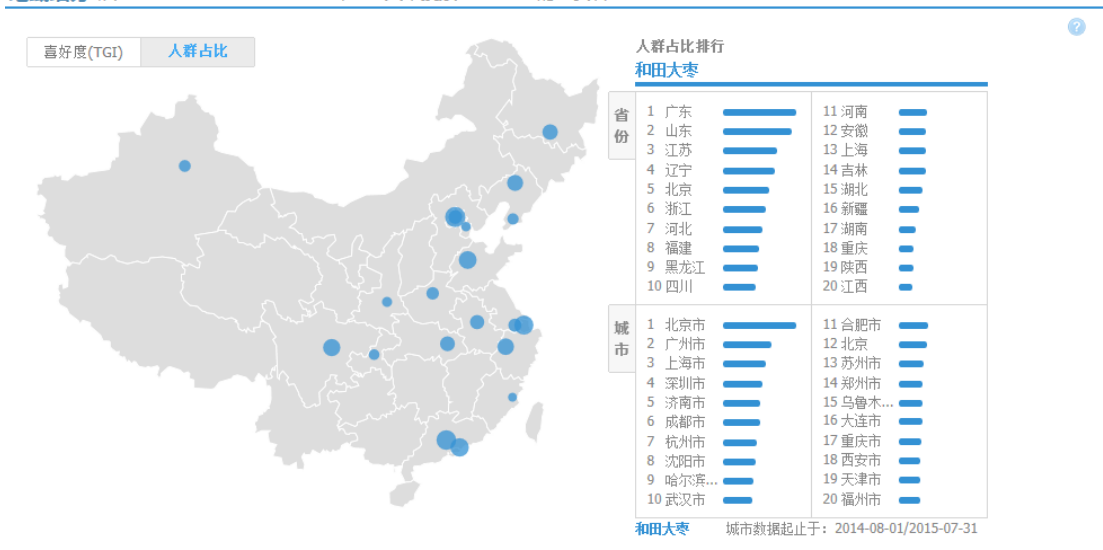 喜好度(TGI)
人群占比
?
人群占比排行
和田大枣
省份
1 广东
2 山东
3 江苏
4 辽宁
5 北京
6 浙江
7 河北
8 福建
9 黑龙江
10 四川
11 河南
12 安徽
13 上海
14 吉林
15 湖北
16 新疆
17 湖南
18 重庆
19 陕西
20 江西
城市
1 北京市
2 广州市
3 上海市
4 深圳市
5 济南市
6 成都市
7 杭州市
8 沈阳市
9 哈尔滨...
10 武汉市
11 合肥市
12 北京
13 苏州市
14 郑州市
15 乌鲁木...
16 大连市
17 重庆市
18 西安市
19 天津市
20 福州市
和田大枣 城市数据起止于：2014-08-01/2015-07-31